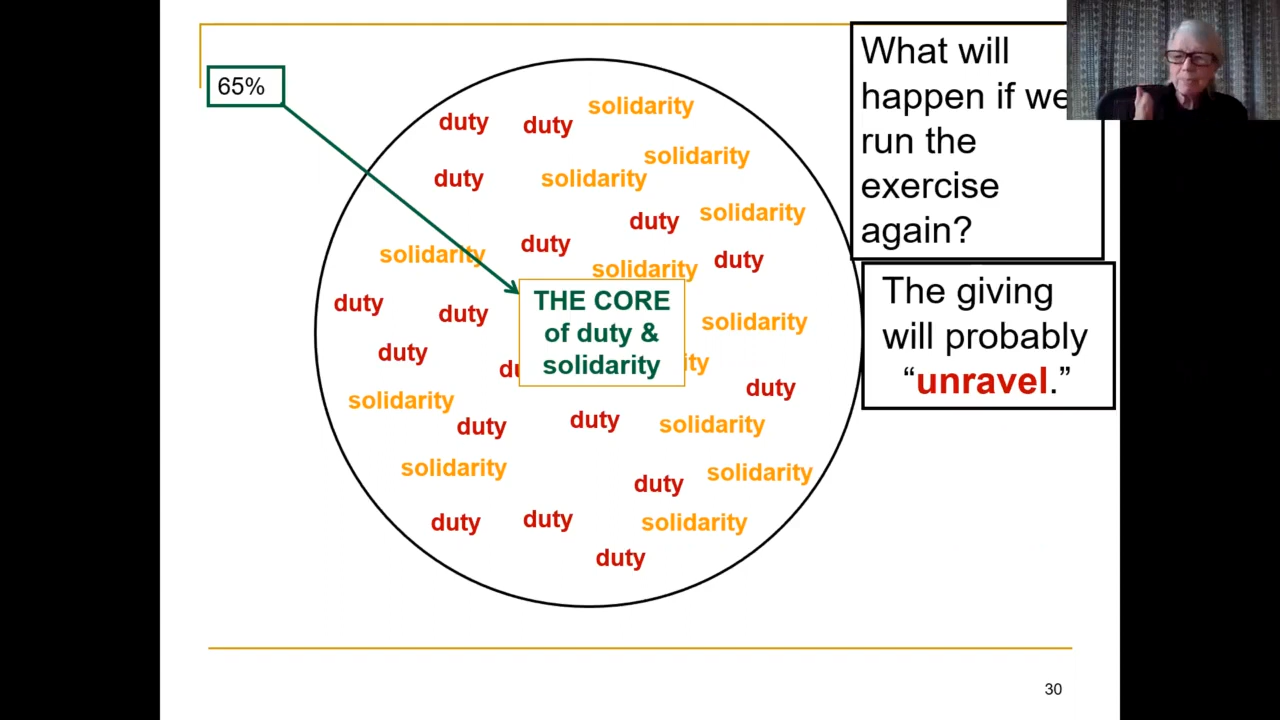 65%
duty duty solidarity
solidarity
duty solidarity
duty solidarity
duty
solidarity solidarity duty
duty duty solidarity
duty
THE CORE
of duty &
solidarity
duty
solidarity
duty duty solidarity
solidarity duty solidarity
duty duty solidarity
duty
What will
happen if we
run the
exercise
again?
The giving
will probably
“unravel.”
30